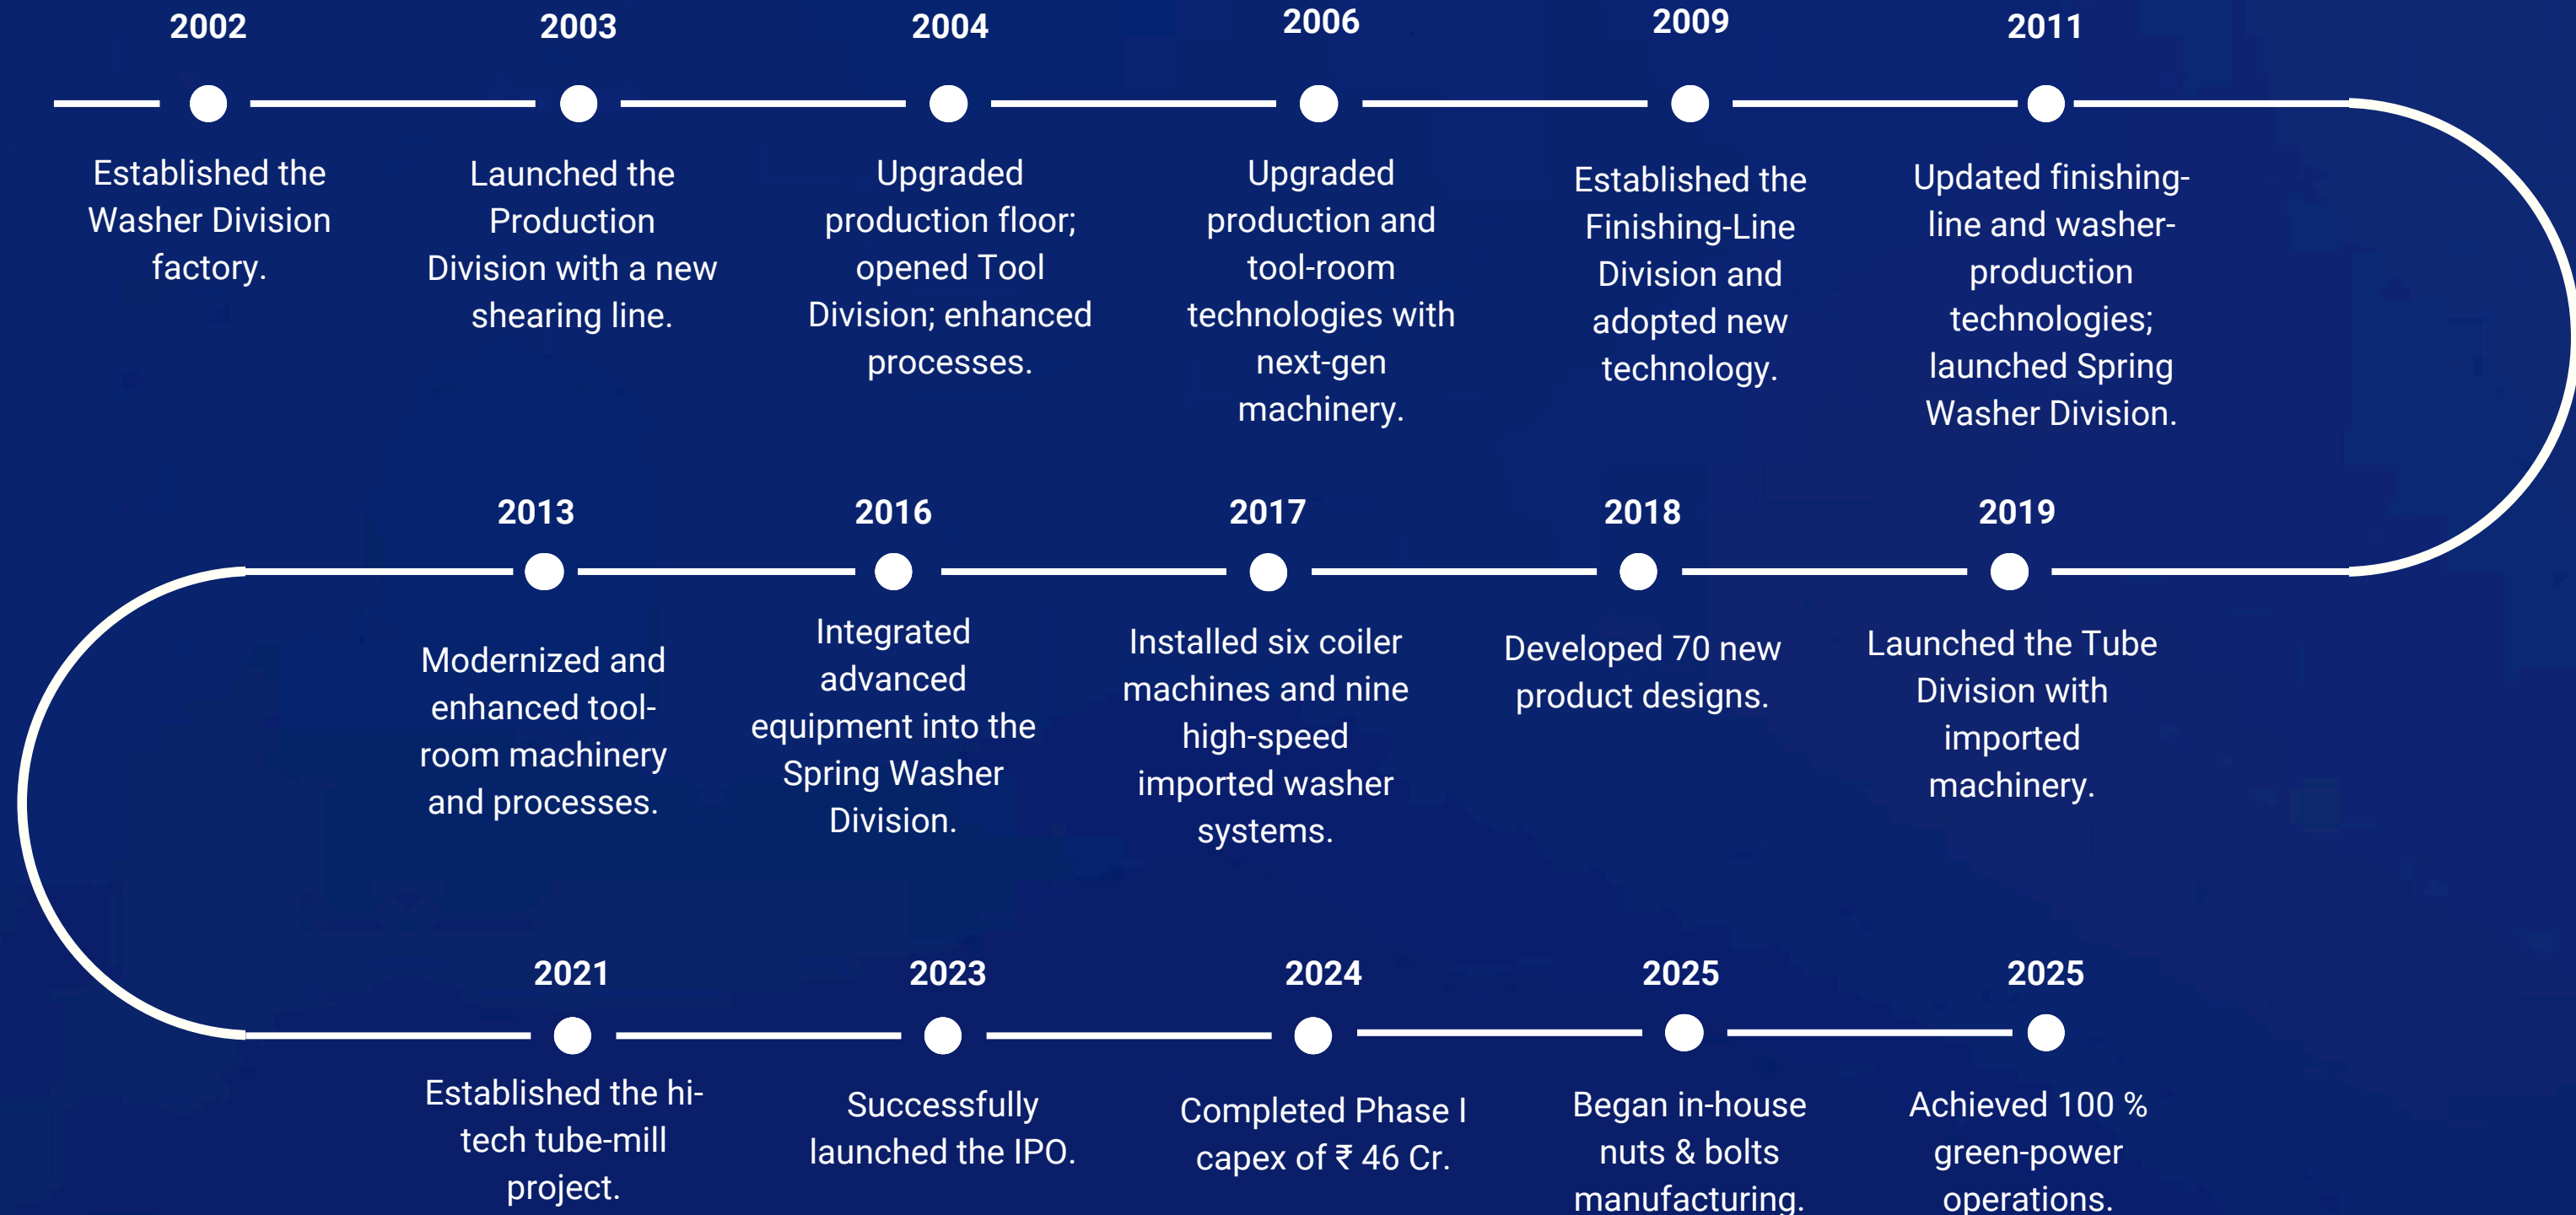 2002
Established the
Washer Division
factory.
2003
Launched the
Production
Division with a new
shearing line.
2004
Upgraded
production floor;
opened Tool
Division; enhanced
processes.
2006
Upgraded
production and
tool-room
technologies with
next-gen
machinery.
2009
Established the
Finishing-Line
Division and
adopted new
technology.
2011
Updated finishing-
line and washer-
production
technologies;
launched Spring
Washer Division.
2013
Modernized and
enhanced tool-
room machinery
and processes.
2016
Integrated
advanced
equipment into the
Spring Washer
Division.
2017
Installed six coiler
machines and nine
high-speed
imported washer
systems.
2018
Developed 70 new
product designs.
2019
Launched the Tube
Division with
imported
machinery.
2021
Established the hi-
tech tube-mill
project.
2023
Successfully
launched the IPO.
2024
Completed Phase I
capex of ₹ 46 Cr.
2025
Began in-house
nuts & bolts
manufacturing.
2025
Achieved 100 %
green-power
operations.